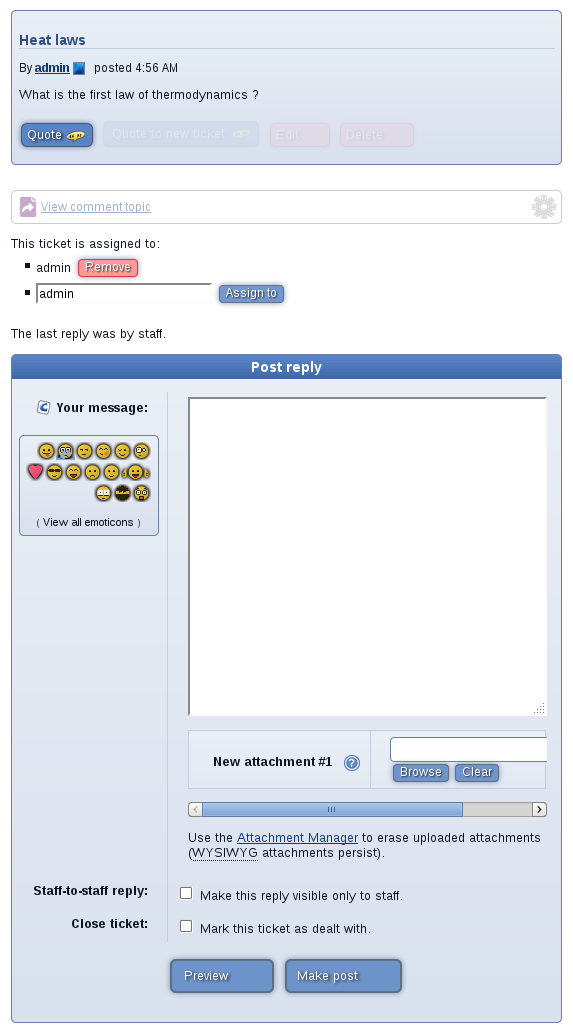 Heat laws
By admin posted 4:56 AM
What is the first law of thermodynamics ?
Quote Quote to new ticket Edit Delete
View comment topic
This ticket is assigned to:
admin Remove
admin Assign to
The last reply was by staff.
Post reply
Your message:
( View all emoticons )
New attachment #1
Browse Clear
Use the Attachment Manager to erase uploaded attachments
(WYSIWYG attachments persist).
Staff-to-staff reply: Make this reply visible only to staff.
Close ticket: Mark this ticket as dealt with.
Preview Make post